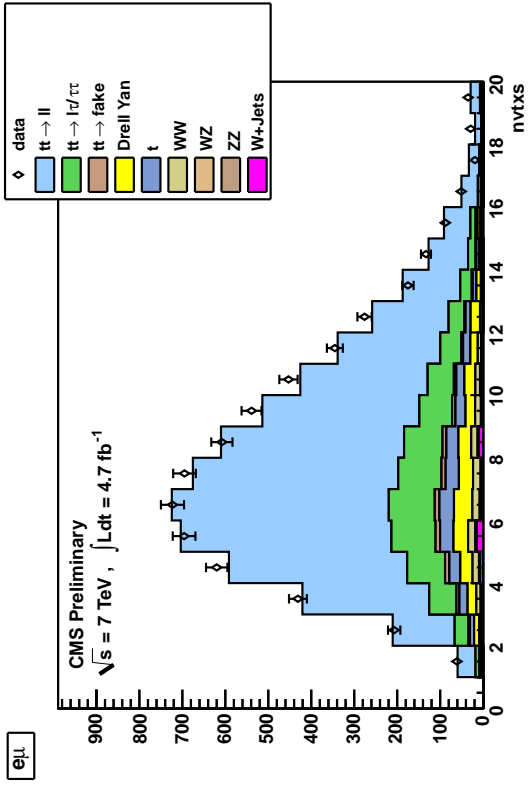 eμ
CMS Preliminary
√s = 7 TeV , ∫Ldt = 4.7 fb⁻¹
data
tt → ll
tt → lτ/ττ
tt → fake
Drell Yan
t
WW
WZ
ZZ
W+Jets
900
800
700
600
500
400
300
200
100
0
0 2 4 6 8 10 12 14 16 18 20
nvtxs